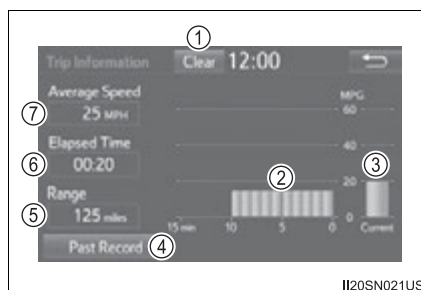 1
Trip Information Clear 12:00
Average Speed MPG
7 25 MPH 60
Elapsed Time 40
6 00:20 2 3
Range 20
5 125 miles 15 min 10 5 0 0 Current
Past Record 4
II20SN021US